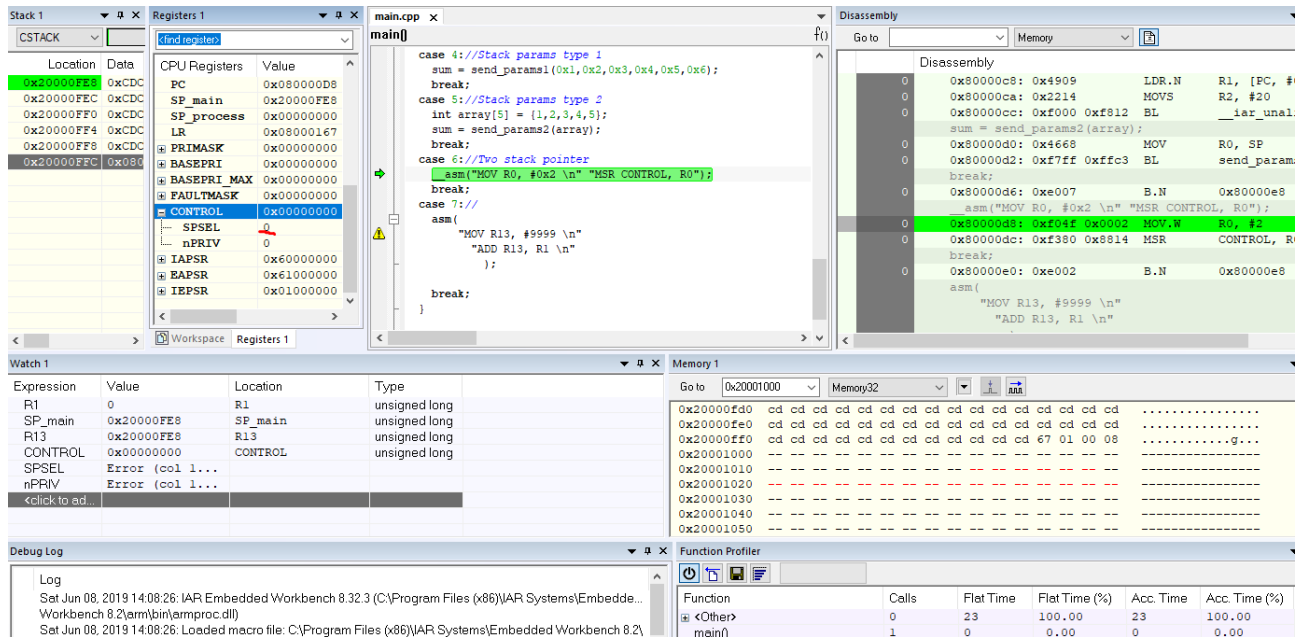 Stack 1
CSTACK
Location Data
0x20000FE8 0xCDC
0x20000FEC 0xCDC
0x20000FF0 0xCDC
0x20000FF4 0xCDC
0x20000FF8 0xCDC
0x20000FFC 0x080
Registers 1
<find register>
CPU Registers Value
PC 0x080000D8
SP_main 0x20000FE8
SP_process 0x00000000
LR 0x08000167
PRIMASK 0x00000000
BASEPRI 0x00000000
BASEPRI_MAX 0x00000000
FAULTMASK 0x00000000
CONTROL 0x00000000
SPSEL 0
nPRIV 0
IAPSR 0x60000000
EAPSR 0x61000000
IEPSR 0x01000000
Workspace Registers 1
main.cpp x
main() f()
case 4://Stack params type 1
sum = send_params1(0x1,0x2,0x3,0x4,0x5,0x6);
break;
case 5://Stack params type 2
int array[5] = {1,2,3,4,5};
sum = send_params2(array);
break;
case 6://Two stack pointer
__asm("MOV R0, #0x2 \n" "MSR CONTROL, R0");
break;
case 7://
asm(
"MOV R13, #9999 \n"
"ADD R13, R1 \n"
);
break;
}
Disassembly
Go to Memory
Disassembly
0 0x80000c8: 0x4909 LDR.N R1, [PC, #
0 0x80000ca: 0x2214 MOVS R2, #20
0 0x80000cc: 0xf000 0xf812 BL __iar_unal
sum = send_params2(array);
0 0x80000d0: 0x4668 MOV R0, SP
0 0x80000d2: 0xf7ff 0xffc3 BL send_param
break;
0 0x80000d6: 0xe007 B.N 0x80000e8
__asm("MOV R0, #0x2 \n" "MSR CONTROL, R0");
0 0x80000d8: 0xf04f 0x0002 MOV.W R0, #2
0 0x80000dc: 0xf380 0x8814 MSR CONTROL, R
break;
0 0x80000e0: 0xe002 B.N 0x80000e8
asm(
"MOV R13, #9999 \n"
"ADD R13, R1 \n"
Watch 1
Expression Value Location Type
R1 0 R1 unsigned long
SP_main 0x20000FE8 SP_main unsigned long
R13 0x20000FE8 R13 unsigned long
CONTROL 0x00000000 CONTROL unsigned long
SPSEL Error (col 1...
nPRIV Error (col 1...
<click to ad...
Memory 1
Go to 0x20001000 Memory32
0x20000fd0 cd cd cd cd cd cd cd cd cd cd cd cd cd cd cd cd ................
0x20000fe0 cd cd cd cd cd cd cd cd cd cd cd cd cd cd cd cd ................
0x20000ff0 cd cd cd cd cd cd cd cd cd cd cd cd 67 01 00 08 ............g...
0x20001000 -- -- -- -- -- -- -- -- -- -- -- -- -- -- -- -- ----------------
0x20001010 -- -- -- -- -- -- -- -- -- -- -- -- -- -- -- -- ----------------
0x20001020 -- -- -- -- -- -- -- -- -- -- -- -- -- -- -- -- ----------------
0x20001030 -- -- -- -- -- -- -- -- -- -- -- -- -- -- -- -- ----------------
0x20001040 -- -- -- -- -- -- -- -- -- -- -- -- -- -- -- -- ----------------
0x20001050 -- -- -- -- -- -- -- -- -- -- -- -- -- -- -- -- ----------------
Debug Log
Log
Sat Jun 08, 2019 14:08:26: IAR Embedded Workbench 8.32.3 (C:\Program Files (x86)\IAR Systems\Embedde...
Workbench 8.2\arm\bin\armproc.dll)
Sat Jun 08, 2019 14:08:26: Loaded macro file: C:\Program Files (x86)\IAR Systems\Embedded Workbench 8.2\
Function Profiler
Function Calls Flat Time Flat Time (%) Acc. Time Acc. Time (%)
<Other> 0 23 100.00 23 100.00
main() 1 0 0.00 0 0.00